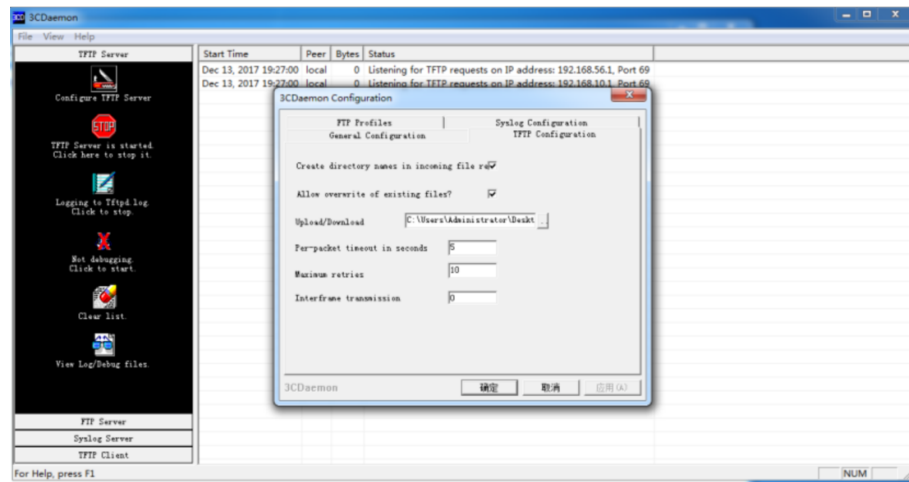 3CDaemon
File View Help
TFTP Server
Start Time Peer Bytes Status
Dec 13, 2017 19:27:00 local 0 Listening for TFTP requests on IP address: 192.168.56.1, Port 69
Dec 13, 2017 19:27:00 local 0 Listening for TFTP requests on IP address: 192.168.10.1, Port 69
Configure TFTP Server
STOP
TFTP Server is started.
Click here to stop it.
Logging to Tftpd.log.
Click to stop.
Not debugging.
Click to start.
Clear list.
View Log/Debug files.
FTP Server
Syslog Server
TFTP Client
3CDaemon Configuration
FTP Profiles Syslog Configuration
General Configuration TFTP Configuration
Create directory names in incoming file re
Allow overwrite of existing files?
Upload/Download C:\Users\Administrator\Deskt ..
Per-packet timeout in seconds 5
Maximum retries 10
Interframe transmission 0
3CDaemon 确定 取消 应用(A)
For Help, press F1 NUM